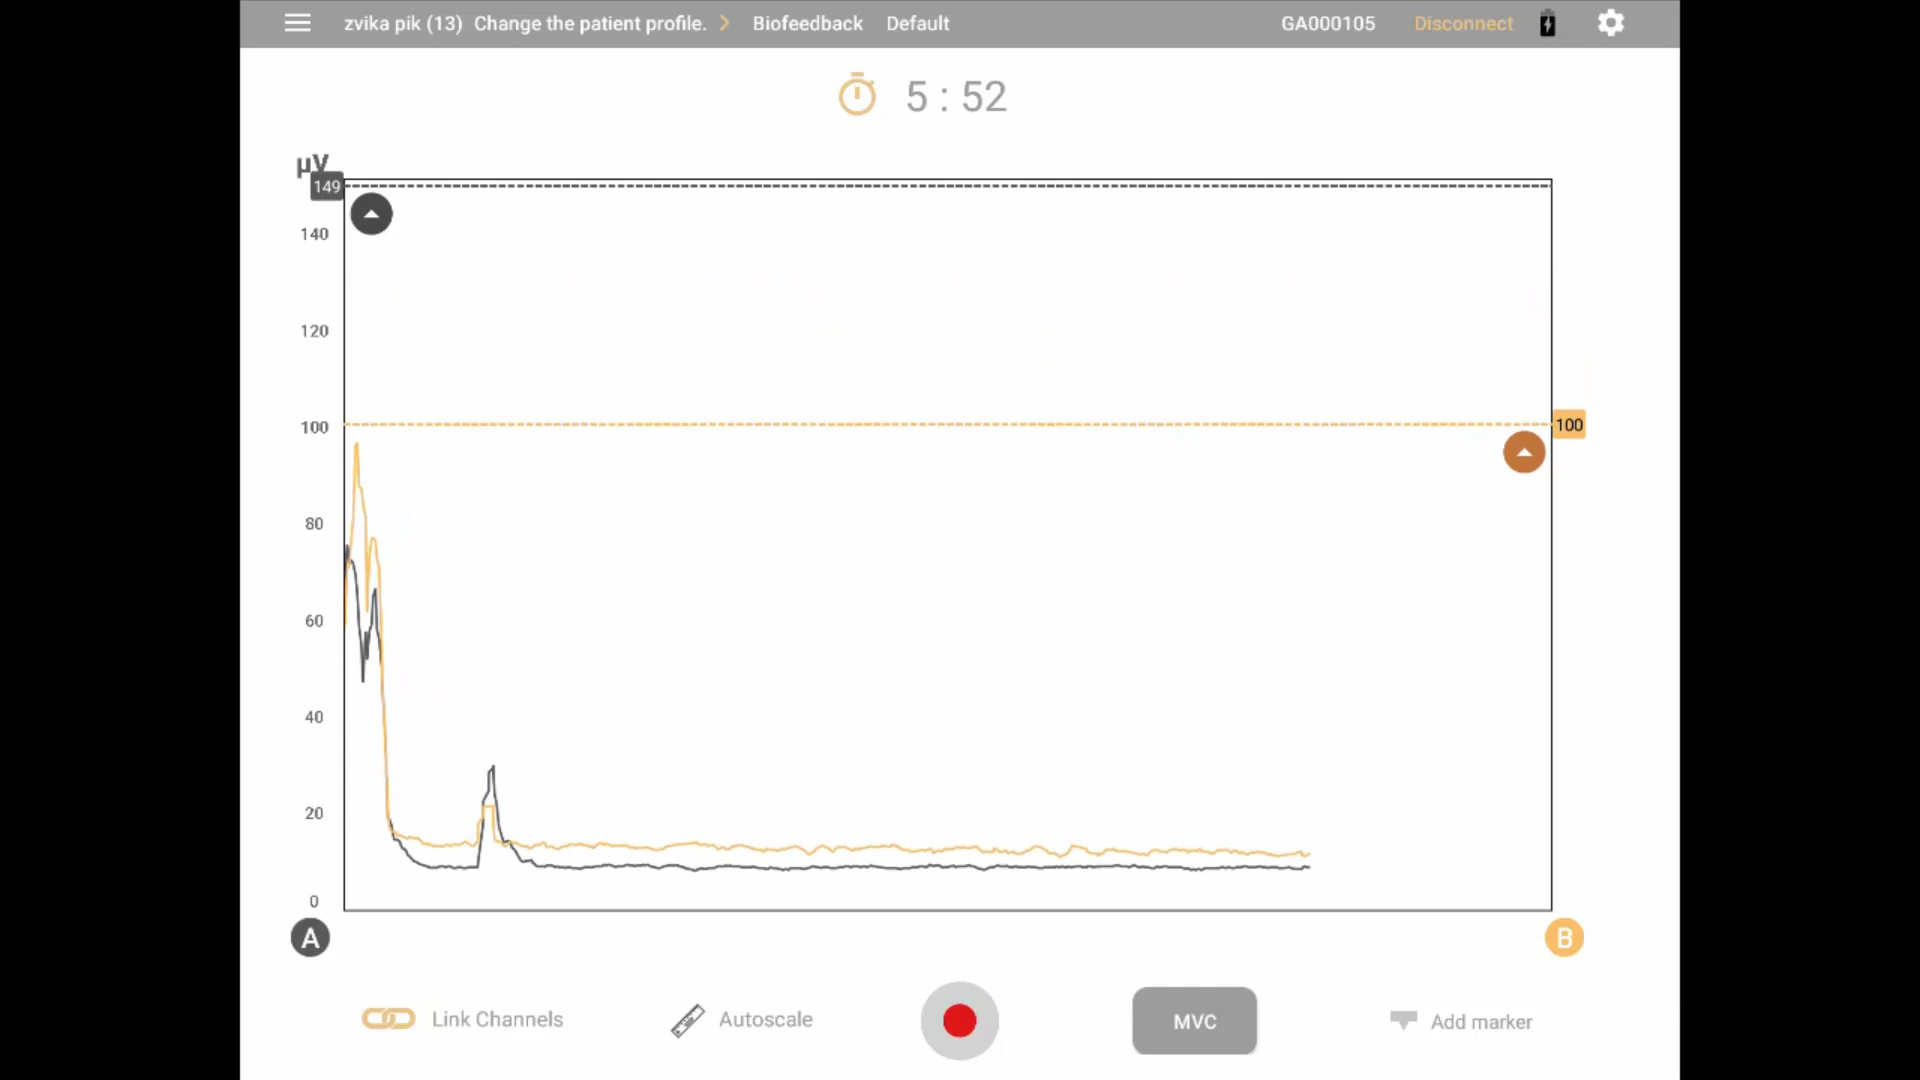 zvika pik (13) Change the patient profile. > Biofeedback Default GA000105 Disconnect
5 : 52
µV
149
140
120
100
100
80
60
40
20
0
A
B
Link Channels
Autoscale
MVC
Add marker